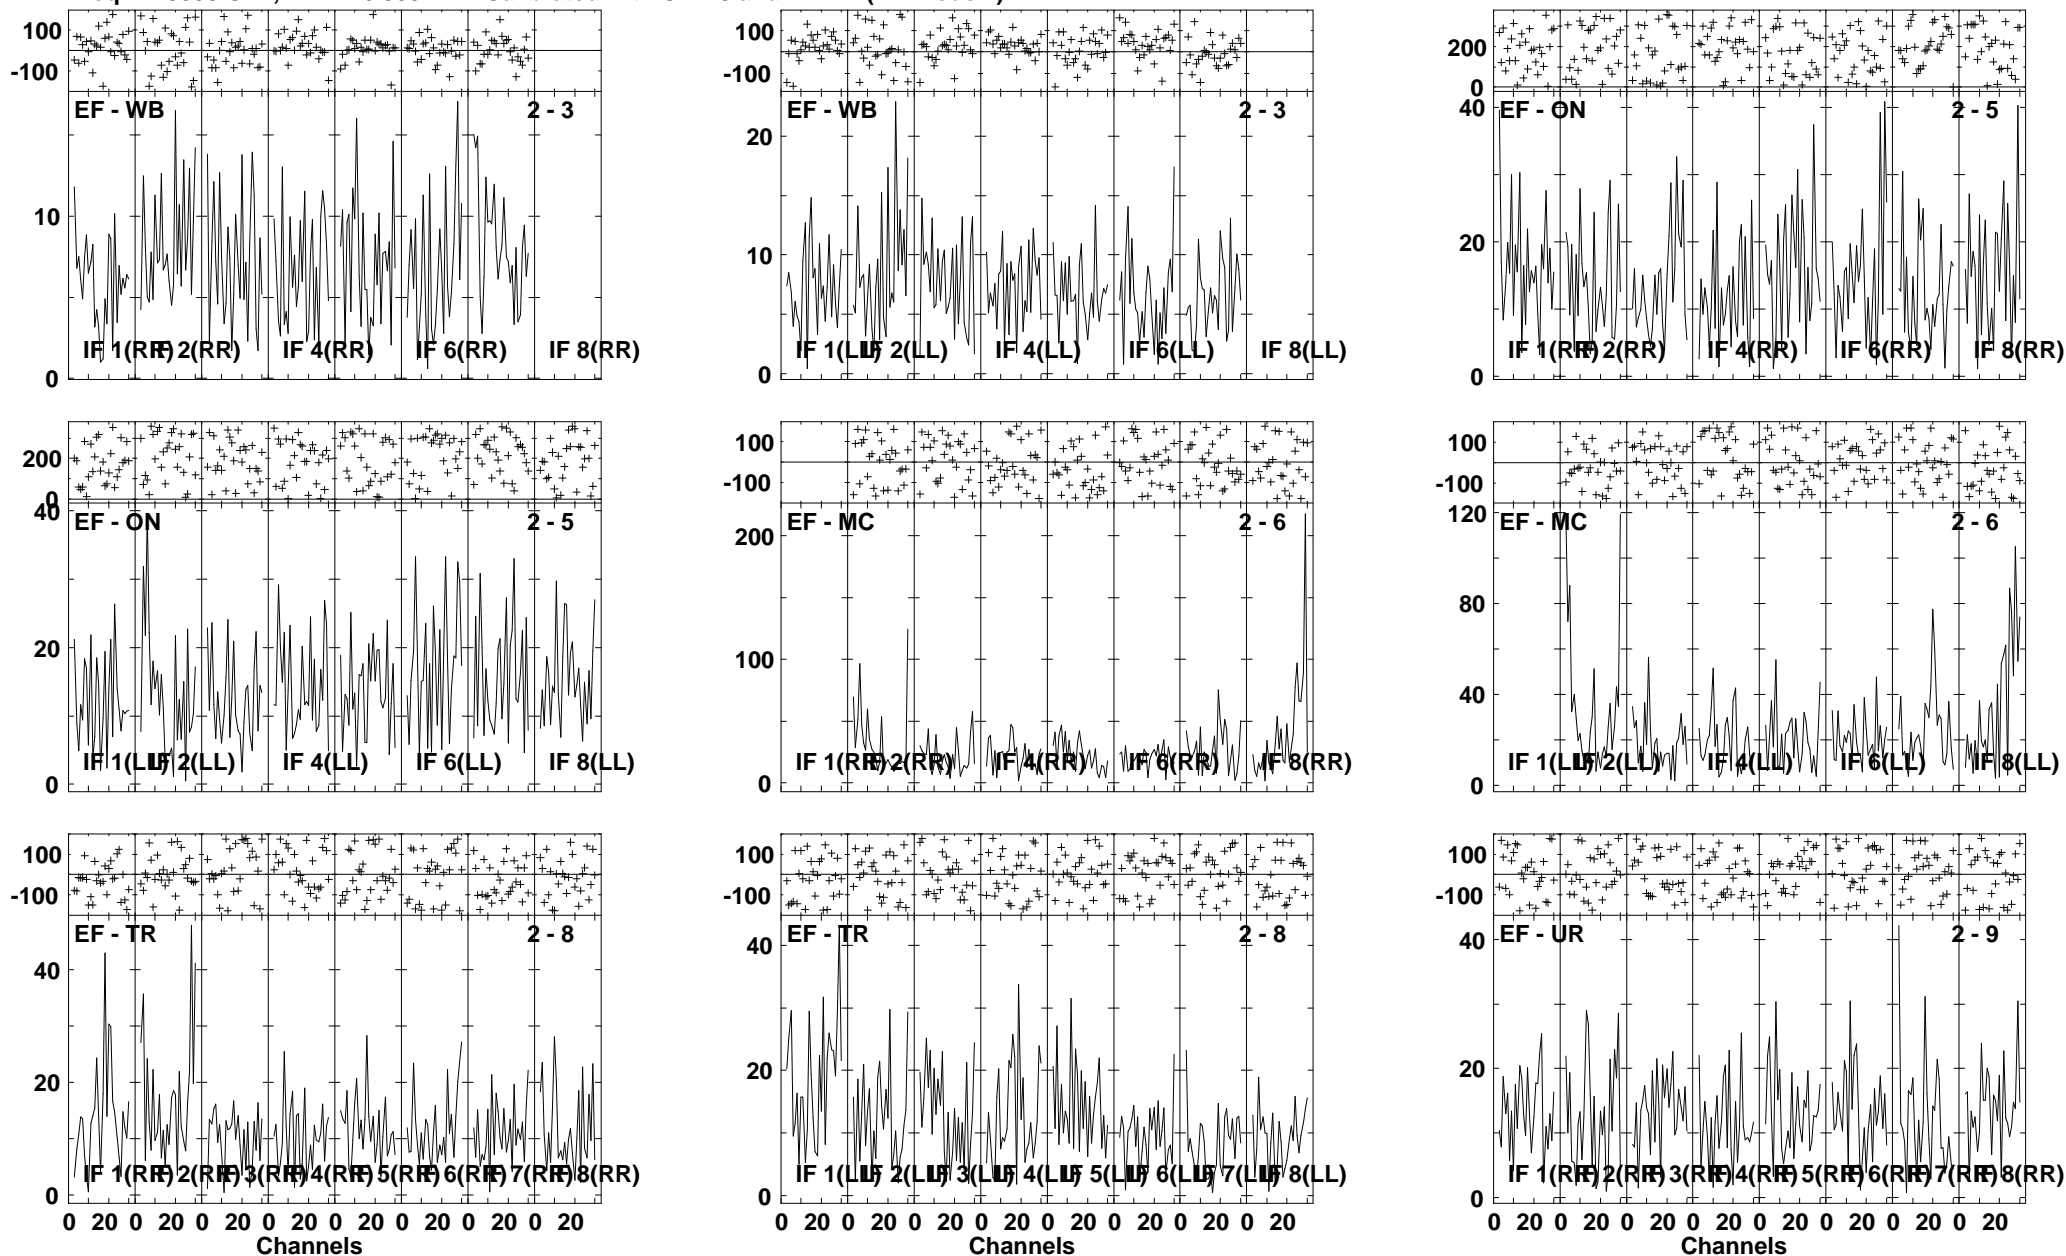 100
-100
EF - WB
2 - 3
10
0
IF 1(RR)
IF 2(RR)
IF 4(RR)
IF 6(RR)
IF 8(RR)
100
-100
EF - WB
2 - 3
20
10
0
IF 1(LL)
IF 2(LL)
IF 4(LL)
IF 6(LL)
IF 8(LL)
200
0
EF - ON
2 - 5
40
20
0
IF 1(RR)
IF 2(RR)
IF 4(RR)
IF 6(RR)
IF 8(RR)
200
0
EF - ON
2 - 5
40
20
0
IF 1(LL)
IF 2(LL)
IF 4(LL)
IF 6(LL)
IF 8(LL)
100
-100
EF - MC
2 - 6
200
100
0
IF 1(RR)
IF 2(RR)
IF 4(RR)
IF 6(RR)
IF 8(RR)
100
-100
EF - MC
2 - 6
120
80
40
0
IF 1(LL)
IF 2(LL)
IF 4(LL)
IF 6(LL)
IF 8(LL)
100
-100
EF - TR
2 - 8
40
20
0
IF 1(RR)
IF 2(RR)
IF 3(RR)
IF 4(RR)
IF 5(RR)
IF 6(RR)
IF 7(RR)
IF 8(RR)
0 20 0 20 0 20 0 20 0 20 0 20 0 20 0 20
Channels
100
-100
EF - TR
2 - 8
40
30
20
10
0
IF 1(LL)
IF 2(LL)
IF 3(LL)
IF 4(LL)
IF 5(LL)
IF 6(LL)
IF 7(LL)
IF 8(LL)
0 20 0 20 0 20 0 20 0 20 0 20 0 20 0 20
Channels
100
-100
EF - UR
2 - 9
40
20
0
IF 1(RR)
IF 2(RR)
IF 3(RR)
IF 4(RR)
IF 5(RR)
IF 6(RR)
IF 7(RR)
IF 8(RR)
0 20 0 20 0 20 0 20 0 20 0 20 0 20 0 20
Channels